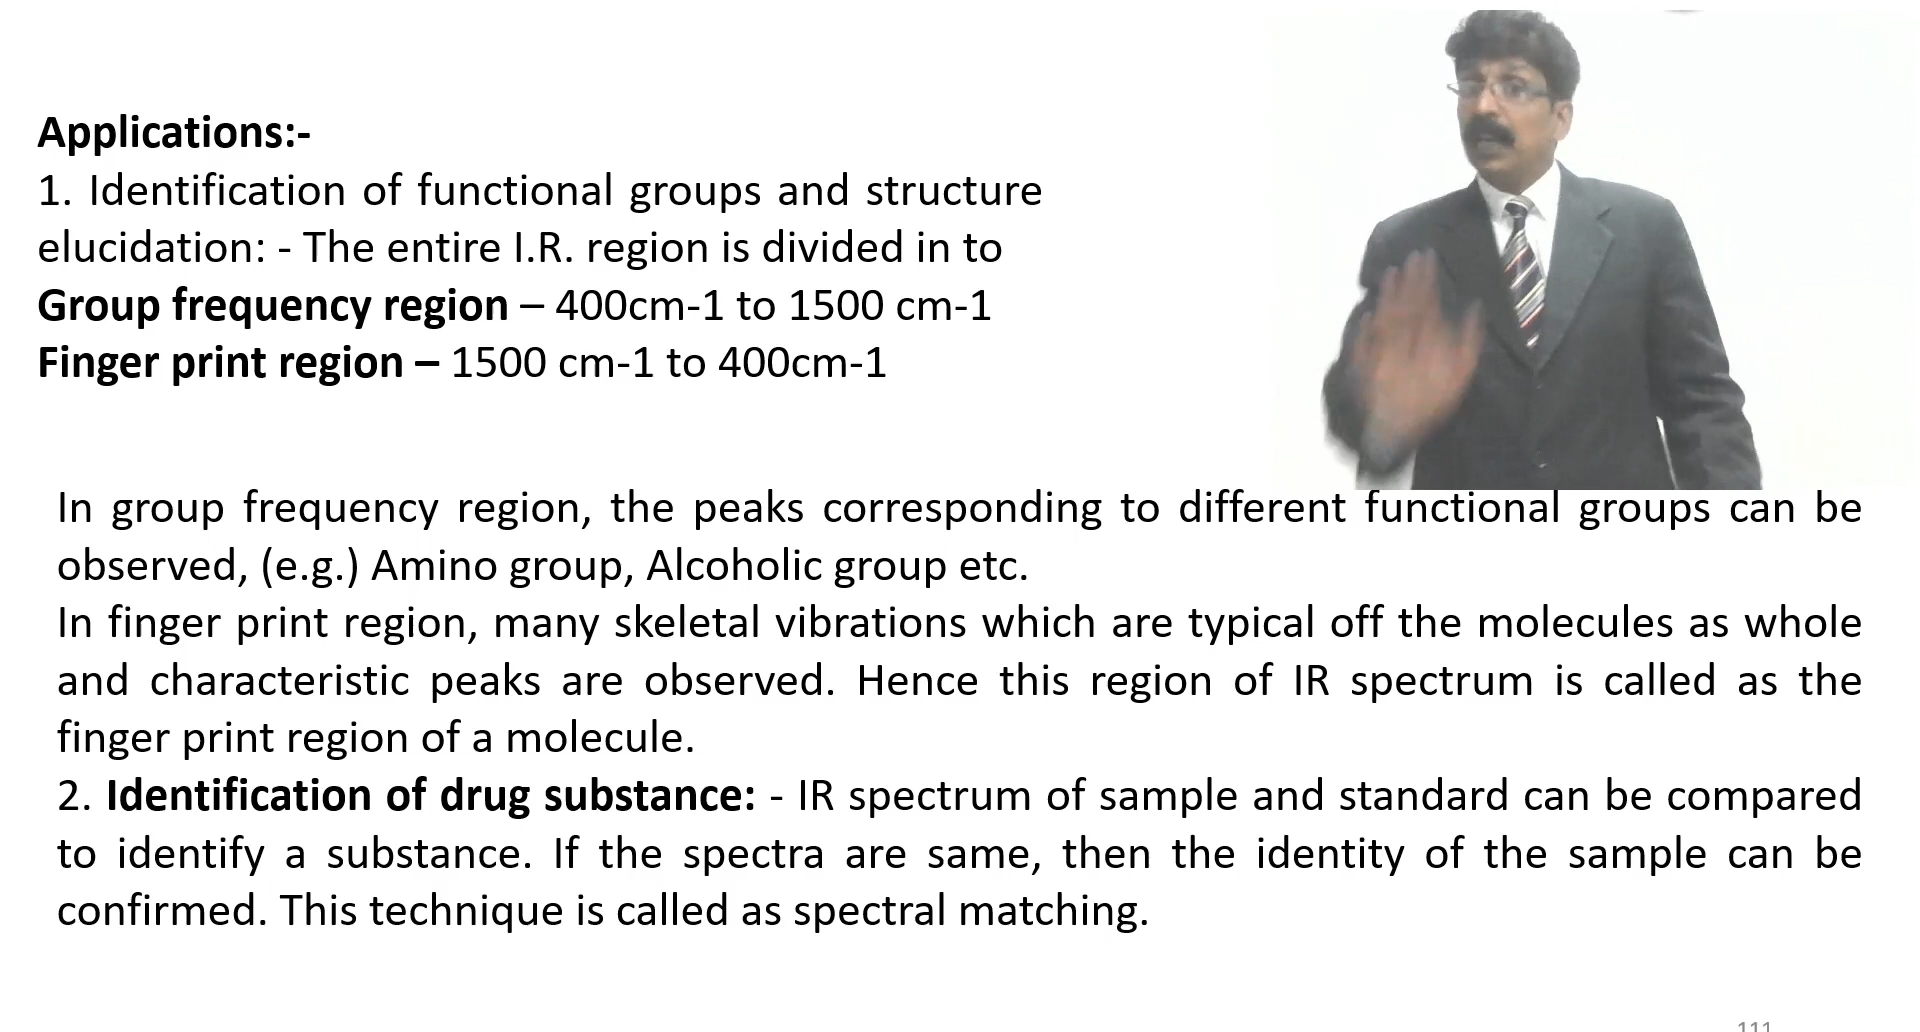 Applications:-
1. Identification of functional groups and structure
elucidation: - The entire I.R. region is divided in to
Group frequency region – 400cm-1 to 1500 cm-1
Finger print region – 1500 cm-1 to 400cm-1
In group frequency region, the peaks corresponding to different functional groups can be
observed, (e.g.) Amino group, Alcoholic group etc.
In finger print region, many skeletal vibrations which are typical off the molecules as whole
and characteristic peaks are observed. Hence this region of IR spectrum is called as the
finger print region of a molecule.
2. Identification of drug substance: - IR spectrum of sample and standard can be compared
to identify a substance. If the spectra are same, then the identity of the sample can be
confirmed. This technique is called as spectral matching.
111